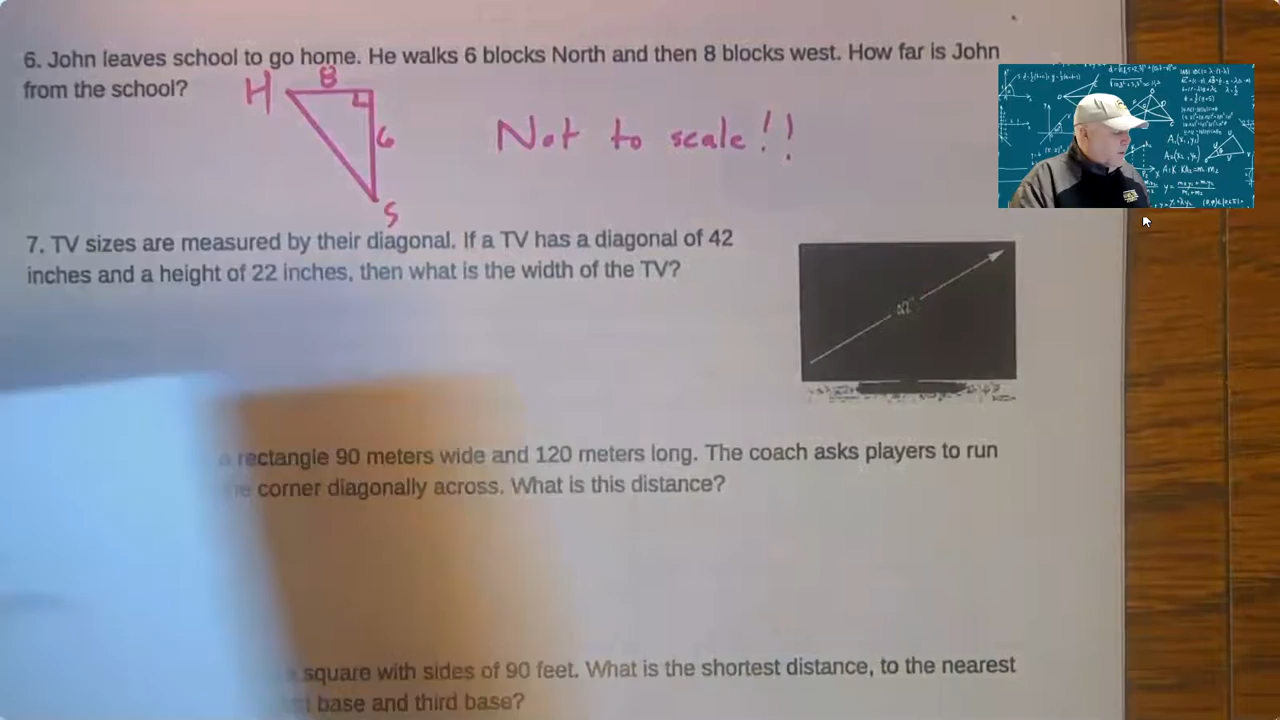 6. John leaves school to go home. He walks 6 blocks North and then 8 blocks west. How far is John
from the school?
H
8
6
S
Not to scale!!
7. TV sizes are measured by their diagonal. If a TV has a diagonal of 42
inches and a height of 22 inches, then what is the width of the TV?
42"
rectangle 90 meters wide and 120 meters long. The coach asks players to run
corner diagonally across. What is this distance?
square with sides of 90 feet. What is the shortest distance, to the nearest
base and third base?